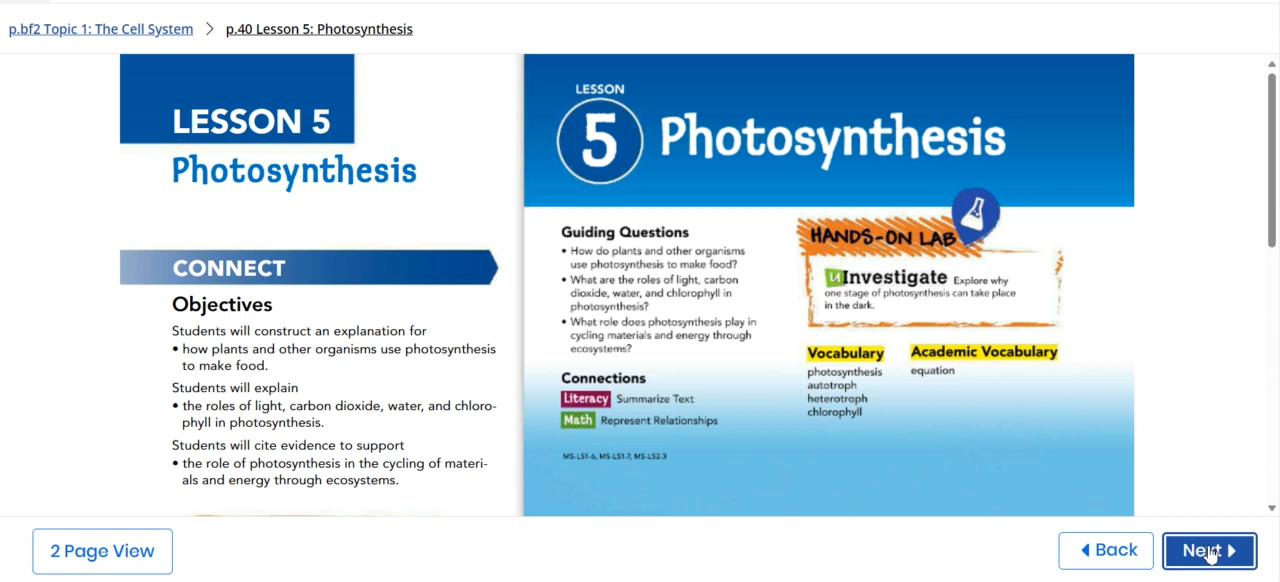 p.bf2 Topic 1: The Cell System > p.40 Lesson 5: Photosynthesis
LESSON 5
Photosynthesis
CONNECT
Objectives
Students will construct an explanation for
• how plants and other organisms use photosynthesis
to make food.
Students will explain
• the roles of light, carbon dioxide, water, and chloro-
phyll in photosynthesis.
Students will cite evidence to support
• the role of photosynthesis in the cycling of materi-
als and energy through ecosystems.
LESSON
5 Photosynthesis
Guiding Questions
• How do plants and other organisms
use photosynthesis to make food?
• What are the roles of light, carbon
dioxide, water, and chlorophyll in
photosynthesis?
• What role does photosynthesis play in
cycling materials and energy through
ecosystems?
Connections
Literacy Summarize Text
Math Represent Relationships
MS-LS1-6, MS-LS1-7, MS-LS2-3
HANDS-ON LAB
uInvestigate Explore why
one stage of photosynthesis can take place
in the dark.
Vocabulary
photosynthesis
autotroph
heterotroph
chlorophyll
Academic Vocabulary
equation
2 Page View
Back
Next